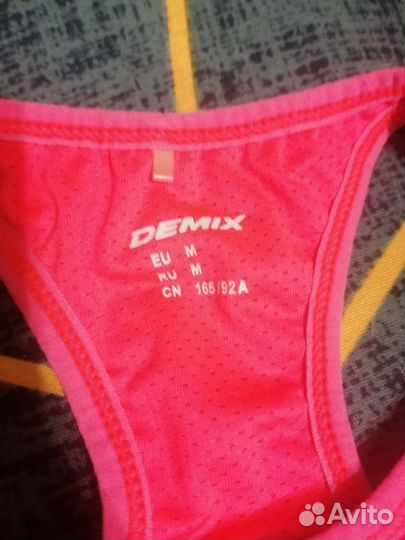 DEMIX
EU M
RU M
CN 165/92A
Avito